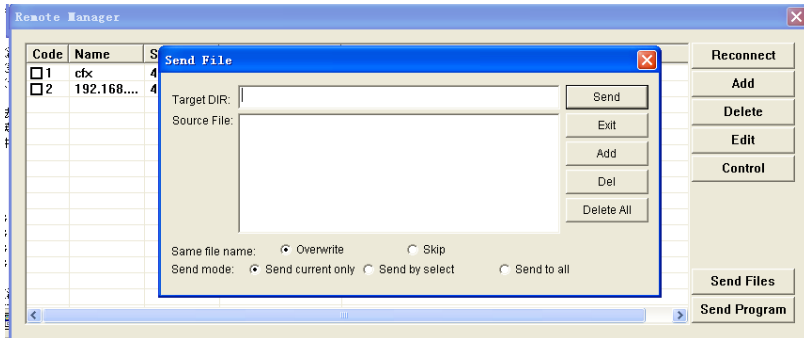 Remote Manager
Code Name S
1 cfx 4
2 192.168.... 4
Reconnect
Add
Delete
Edit
Control
Send Files
Send Program
Send File
Target DIR:
Source File:
Send
Exit
Add
Del
Delete All
Same file name: Overwrite Skip
Send mode: Send current only Send by select Send to all